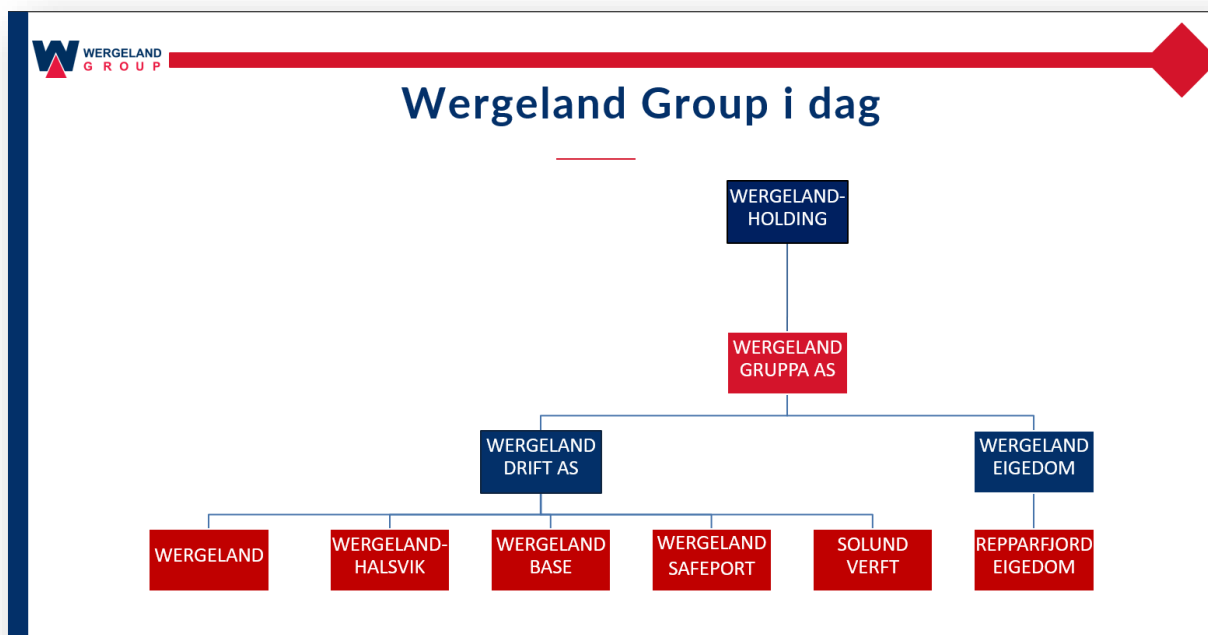 WERGELAND
GROUP
Wergeland Group i dag
WERGELAND-
HOLDING
WERGELAND
GRUPPA AS
WERGELAND
DRIFT AS
WERGELAND
EIGEDOM
WERGELAND
WERGELAND-
HALSVIK
WERGELAND
BASE
WERGELAND
SAFEPORT
SOLUND
VERFT
REPPARFJORD
EIGEDOM